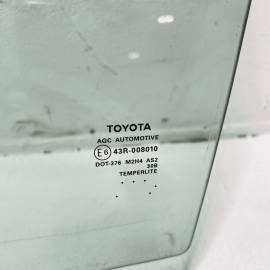 TOYOTA
AGC AUTOMOTIVE
E6 43R-008010
DOT-376 M2H4 AS2
30B
TEMPERLITE